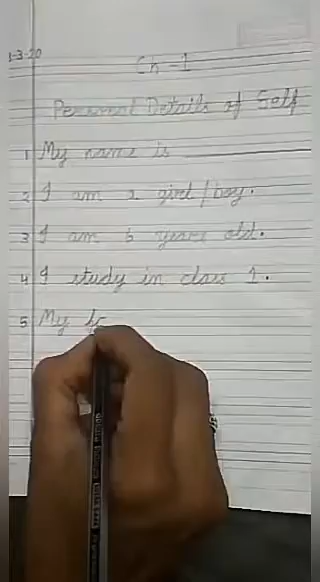 1-3-20
Ch-1
Personal Details of Self
1 My name is
2 I am a girl/boy.
3 I am 6 years old.
4 I study in class 1.
5 My